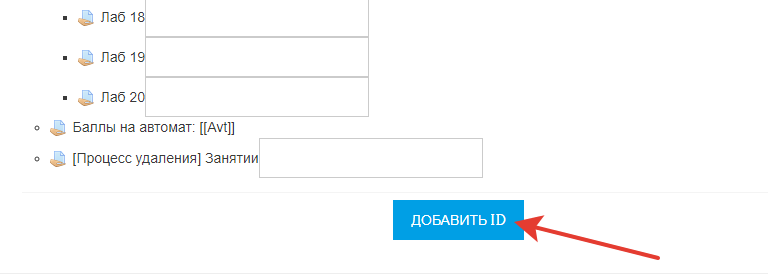 Лаб 18
Лаб 19
Лаб 20
Баллы на автомат: [[Avt]]
[Процесс удаления] Занятии
ДОБАВИТЬ ID